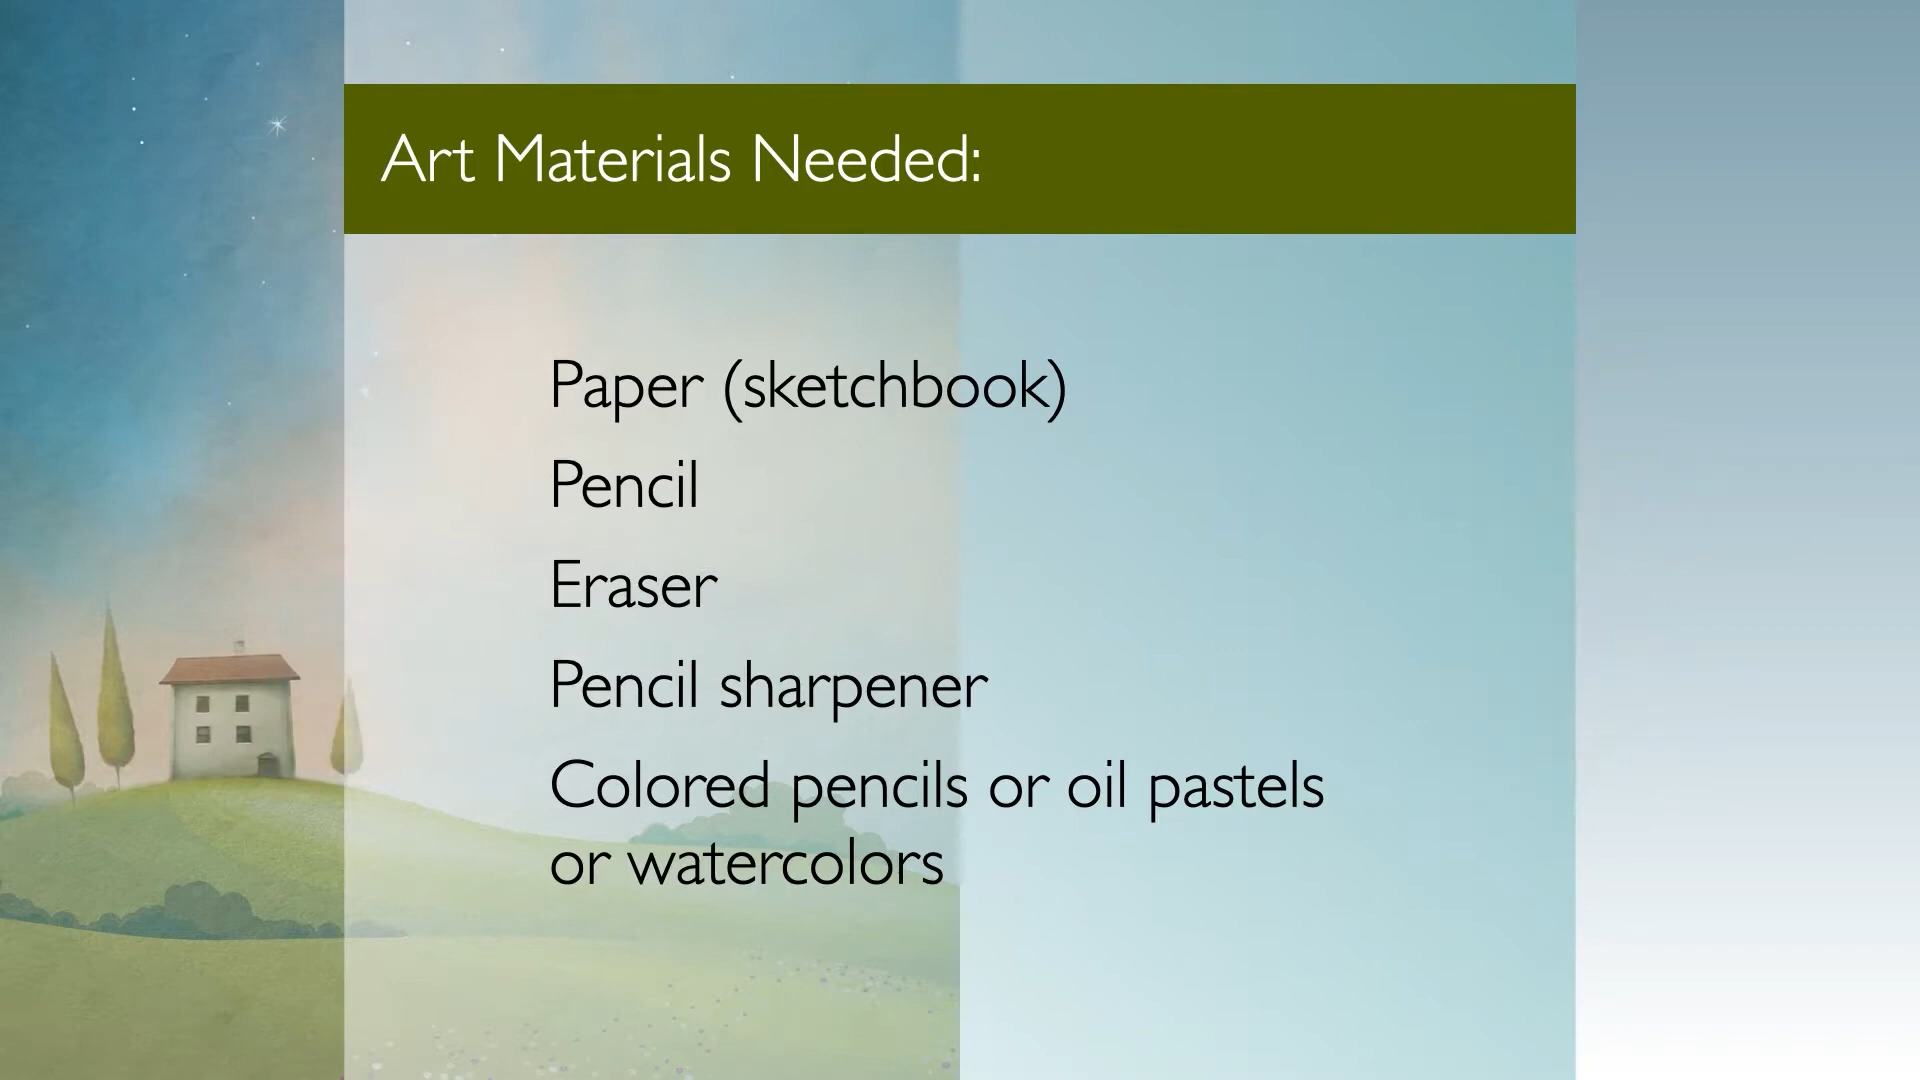 Art Materials Needed:
Paper (sketchbook)
Pencil
Eraser
Pencil sharpener
Colored pencils or oil pastels
or watercolors